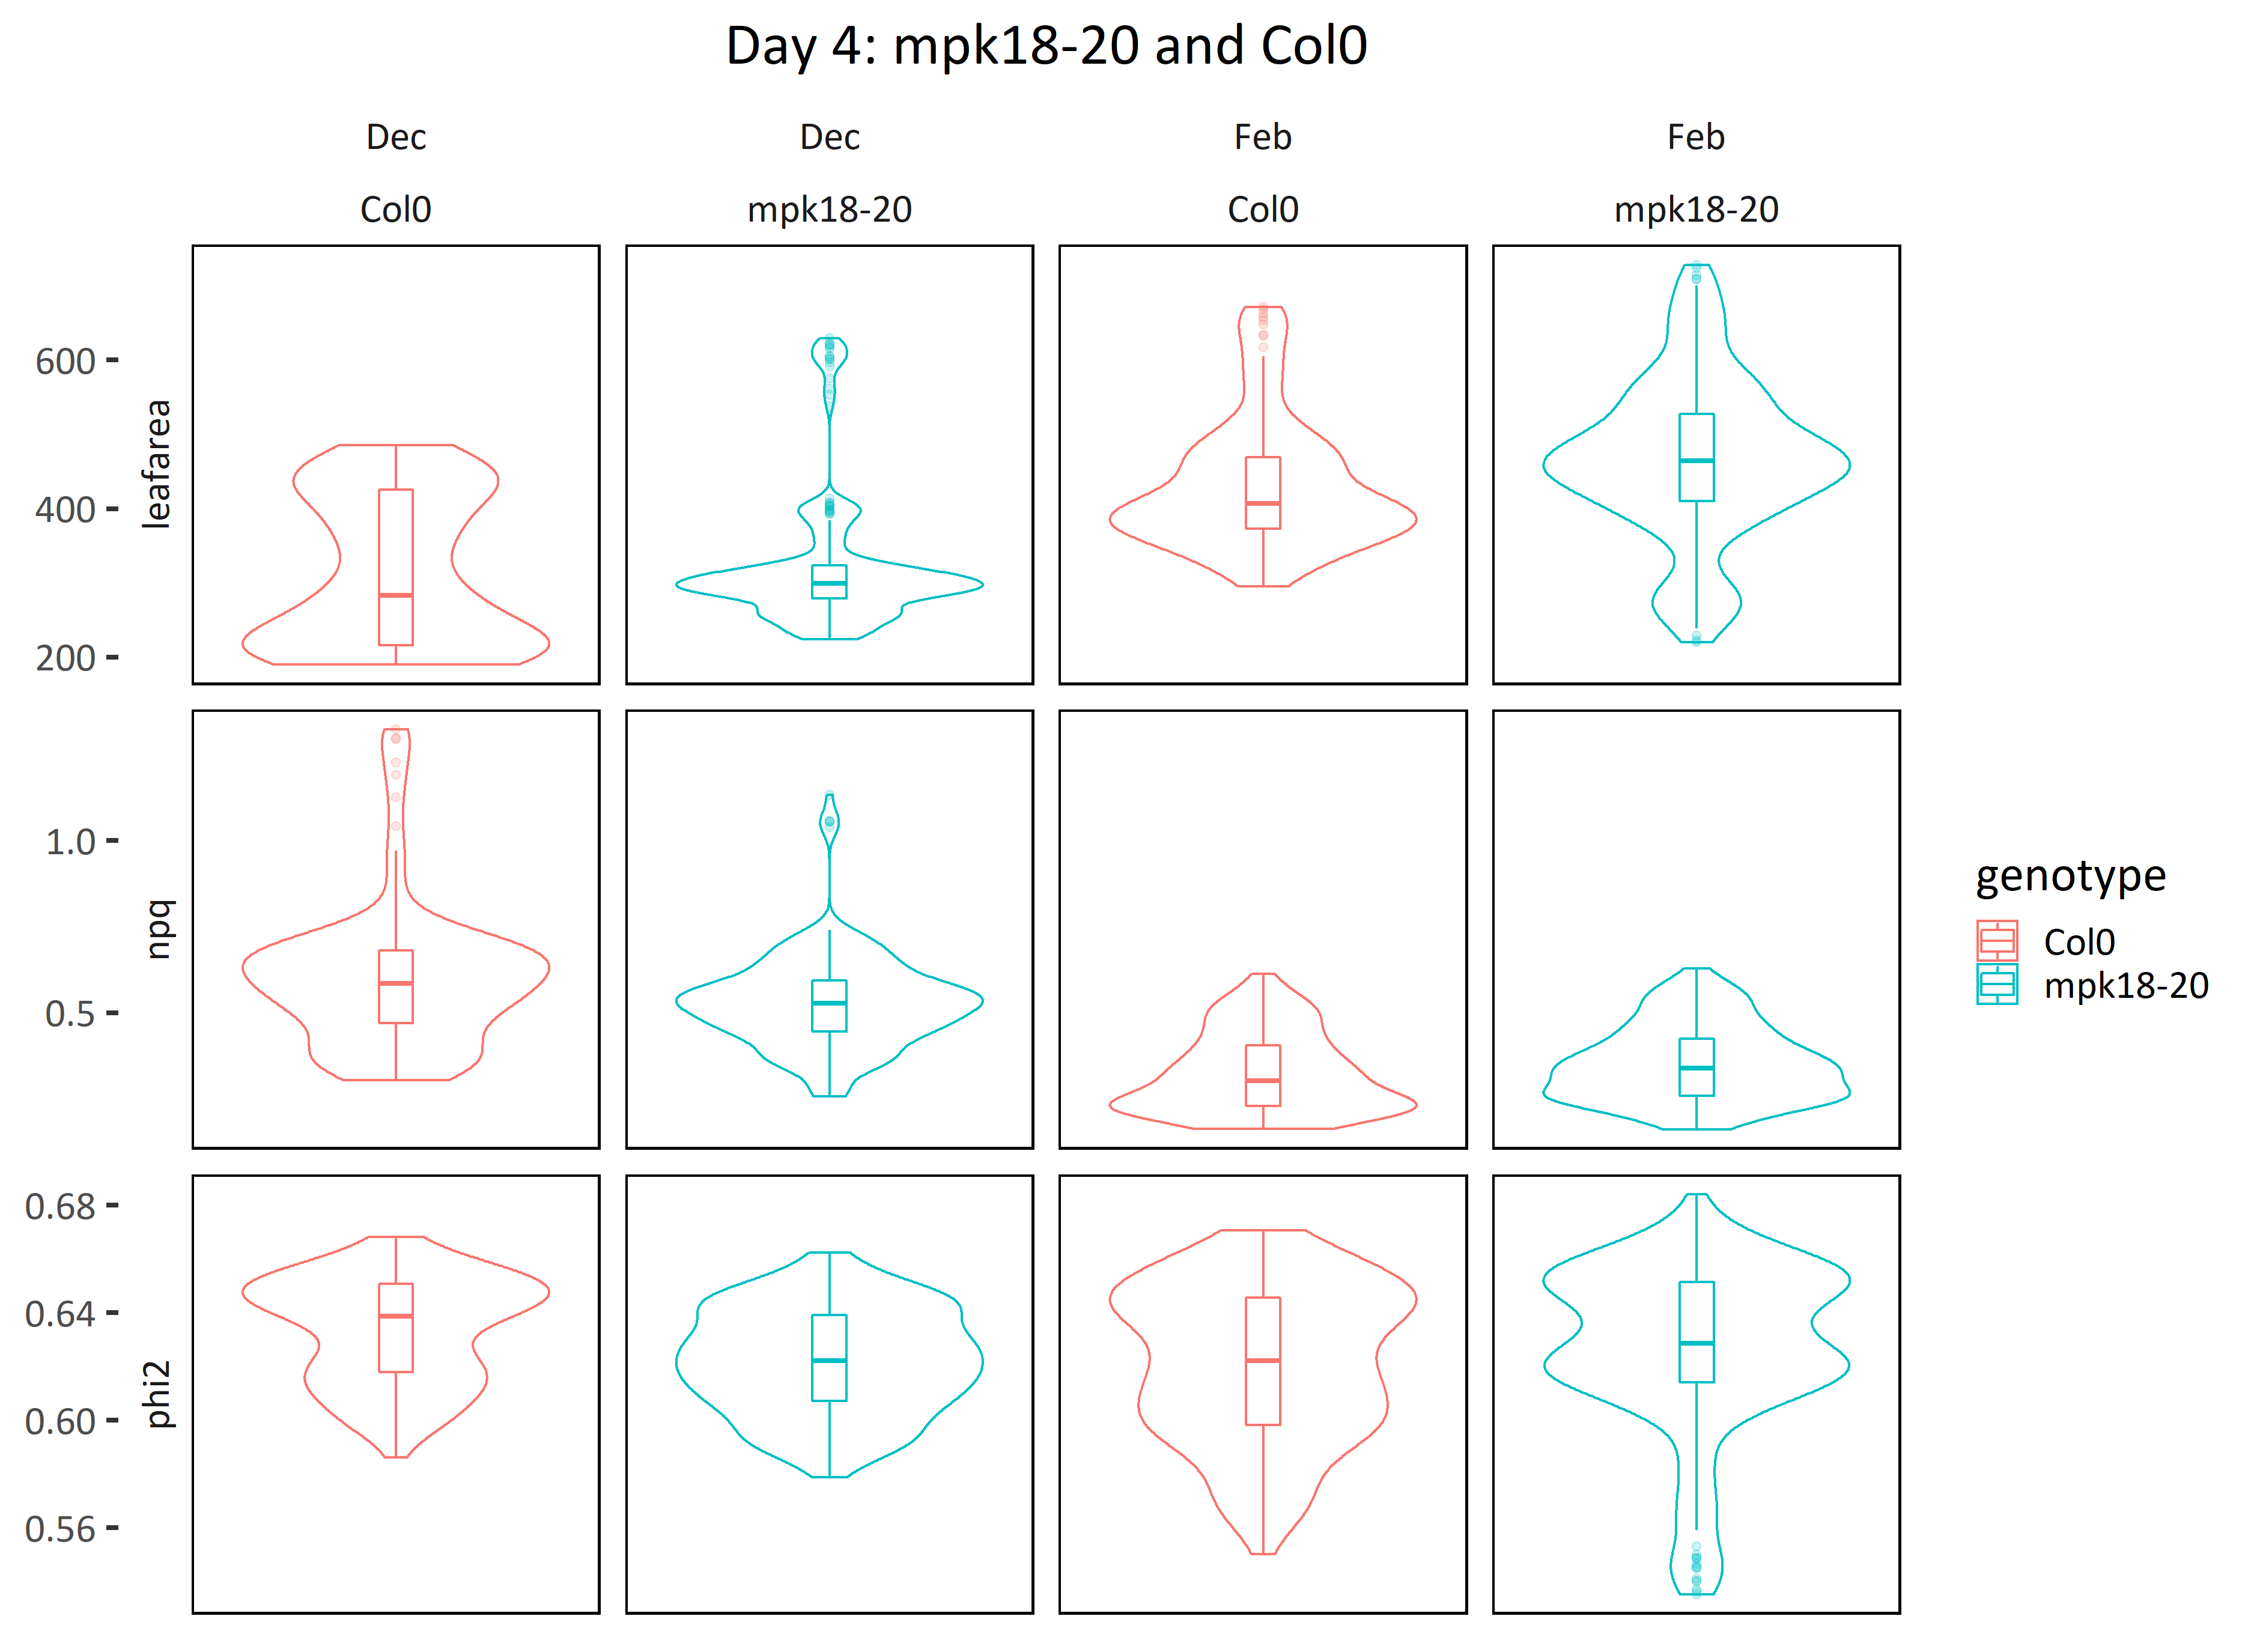 Day 4: mpk18-20 and Col0
Dec Dec Feb Feb
Col0 mpk18-20 Col0 mpk18-20
600
400
200
leafarea
1.0
0.5
npq
0.68
0.64
0.60
0.56
phi2
genotype
Col0
mpk18-20